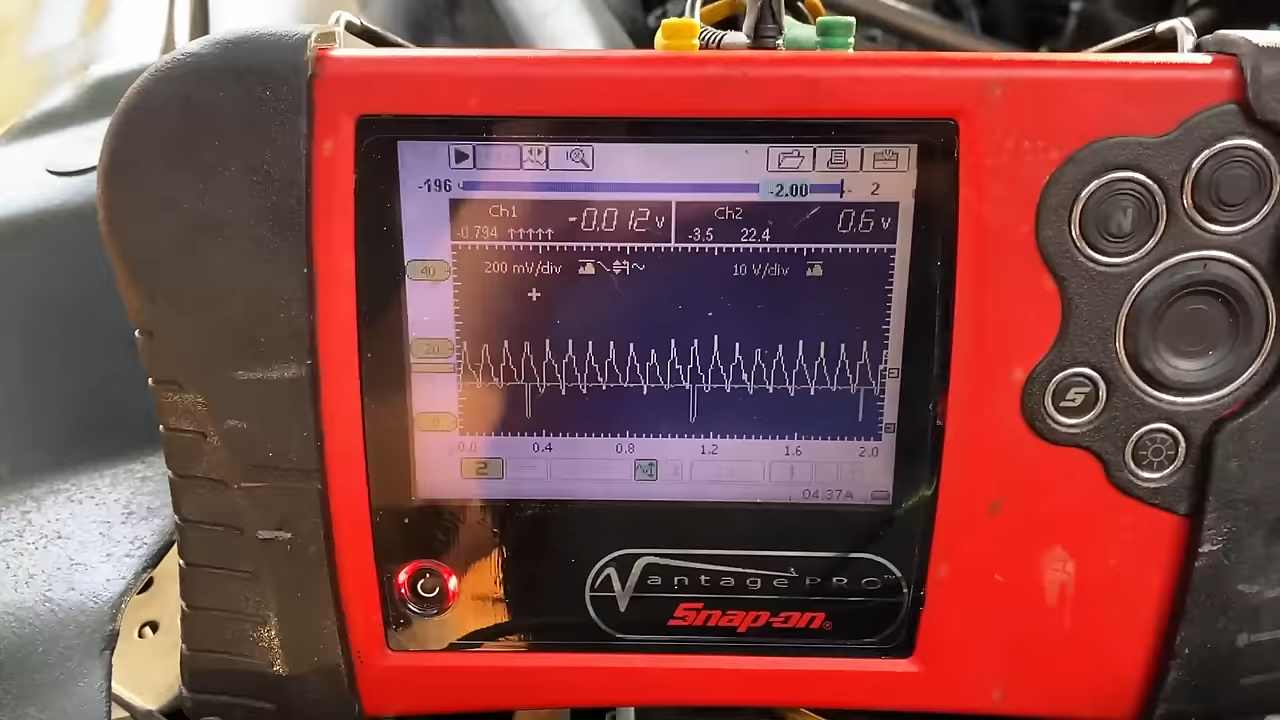 -196
-2.00
2
Ch1
-0.012 v
-0.794
Ch2
0.6 v
-3.5 22.4
200 mV/div
10 V/div
40
20
0.0 0.4 0.8 1.2 1.6 2.0
2
04:37A
Vantage PRO™
Snap-on®
S